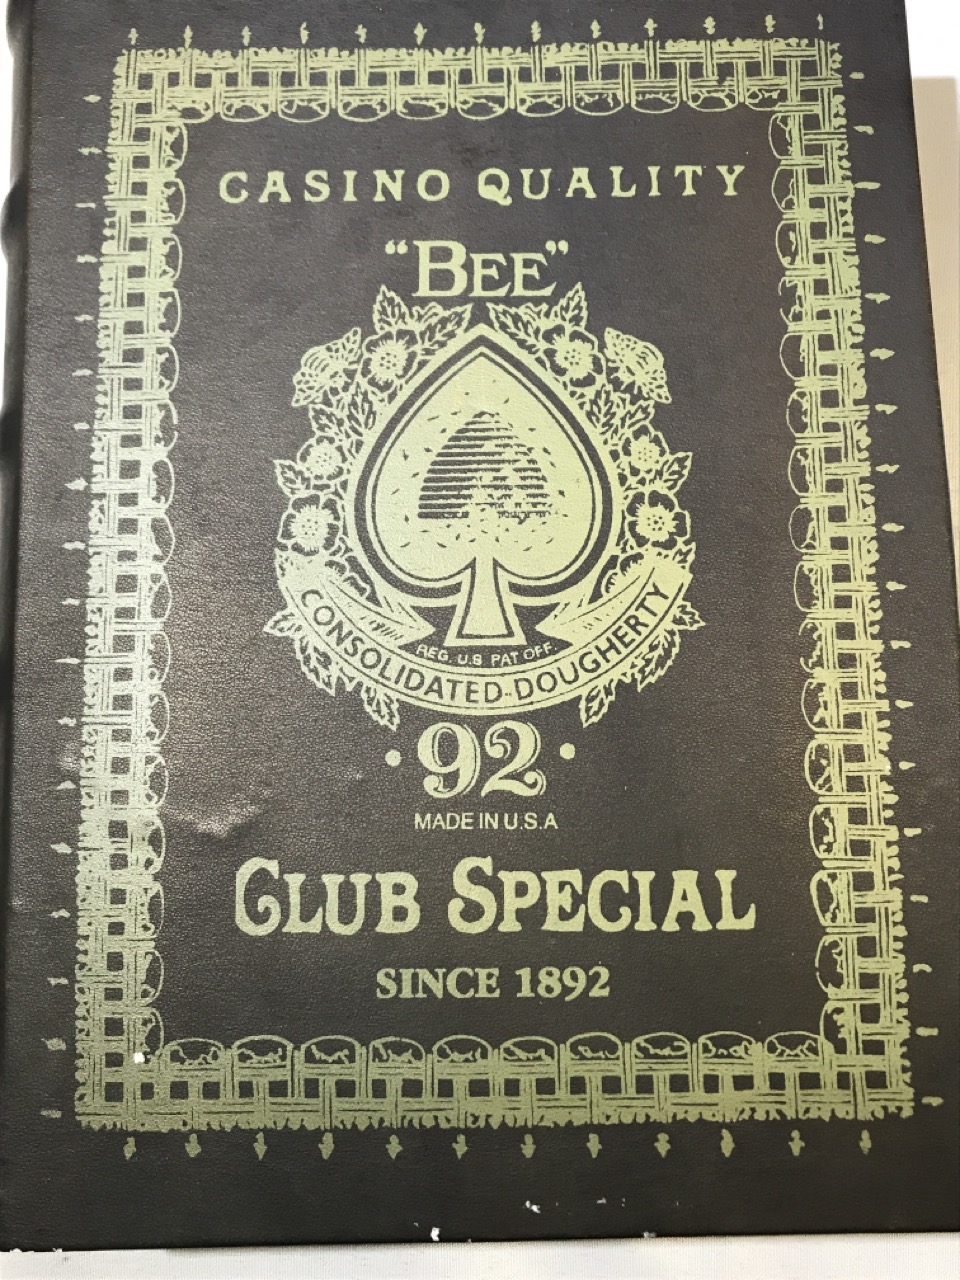 CASINO QUALITY
"BEE"
REG. U.S PAT OFF.
CONSOLIDATED-DOUGHERTY
· 92 ·
MADE IN U.S.A
CLUB SPECIAL
SINCE 1892